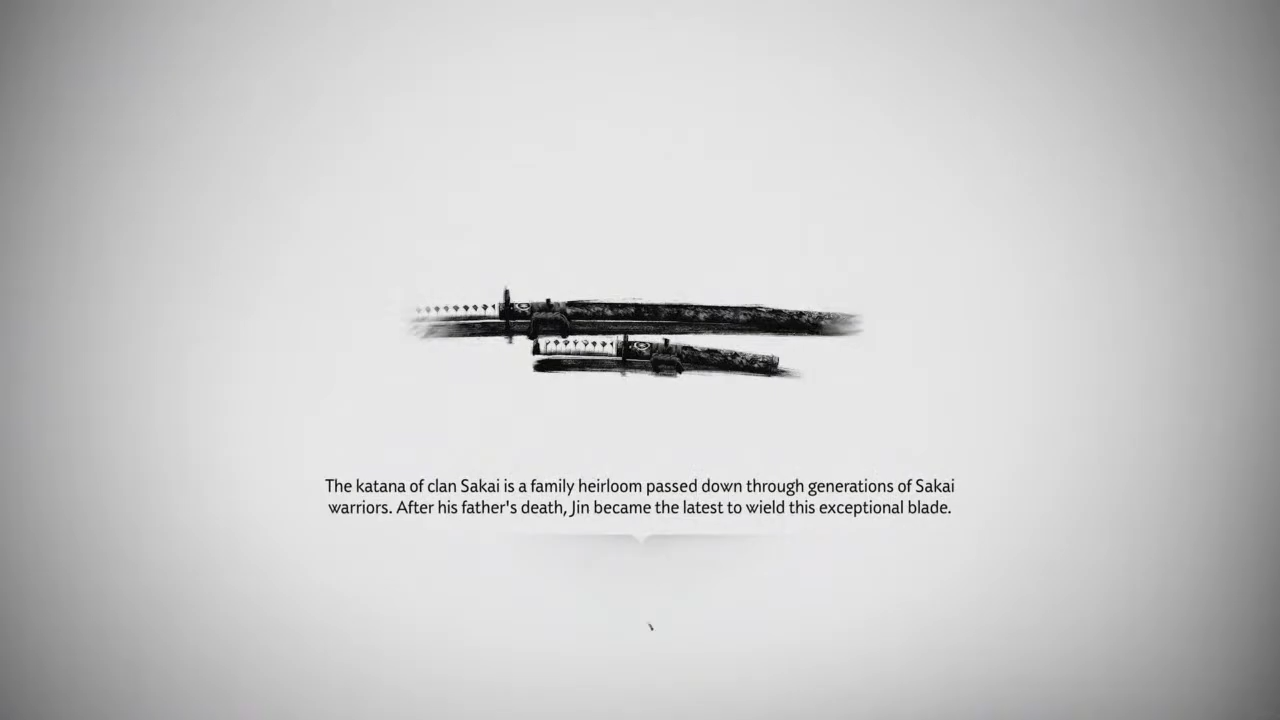 The katana of clan Sakai is a family heirloom passed down through generations of Sakai
warriors. After his father's death, Jin became the latest to wield this exceptional blade.